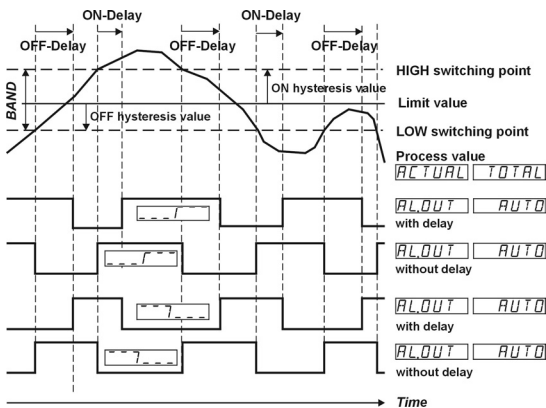 ON-Delay
ON-Delay
OFF-Delay
OFF-Delay
OFF-Delay
HIGH switching point
BAND
ON hysteresis value
Limit value
OFF hysteresis value
LOW switching point
Process value
ACTUAL TOTAL
AL.OUT AUTO
with delay
AL.OUT AUTO
without delay
AL.OUT AUTO
with delay
AL.OUT AUTO
without delay
Time